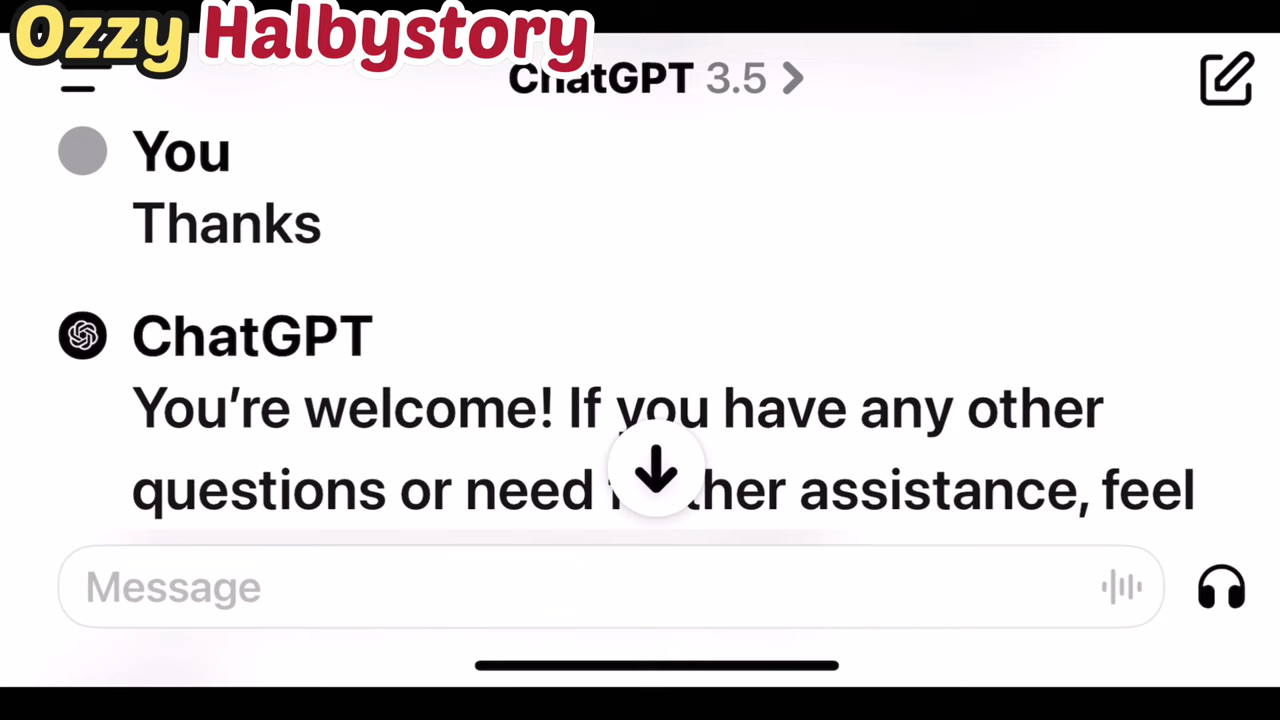 Ozzy Halbystory
ChatGPT 3.5
You
Thanks
ChatGPT
You're welcome! If you have any other
questions or need further assistance, feel
Message